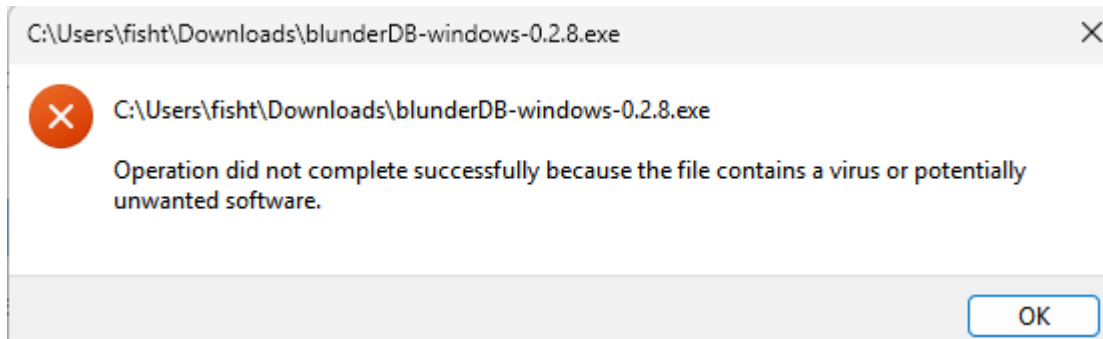 C:\Users\fisht\Downloads\blunderDB-windows-0.2.8.exe
C:\Users\fisht\Downloads\blunderDB-windows-0.2.8.exe
Operation did not complete successfully because the file contains a virus or potentially
unwanted software.
OK